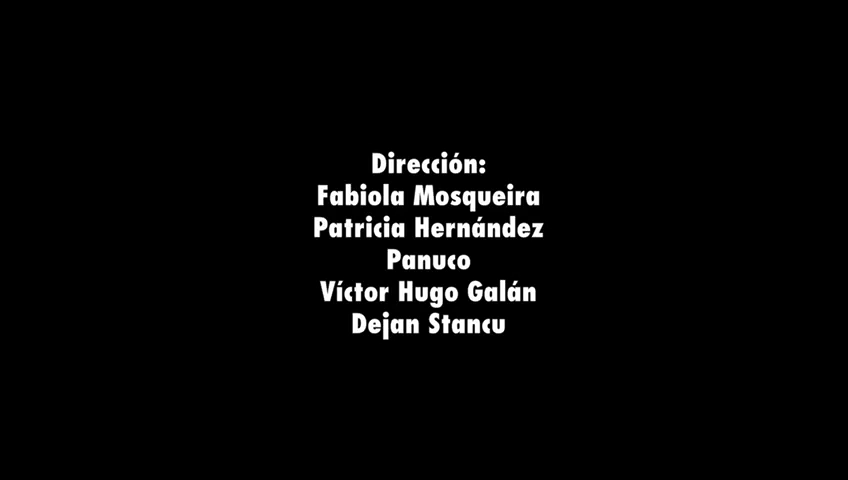 Dirección:
Fabiola Mosqueira
Patricia Hernández
Panuco
Víctor Hugo Galán
Dejan Stancu